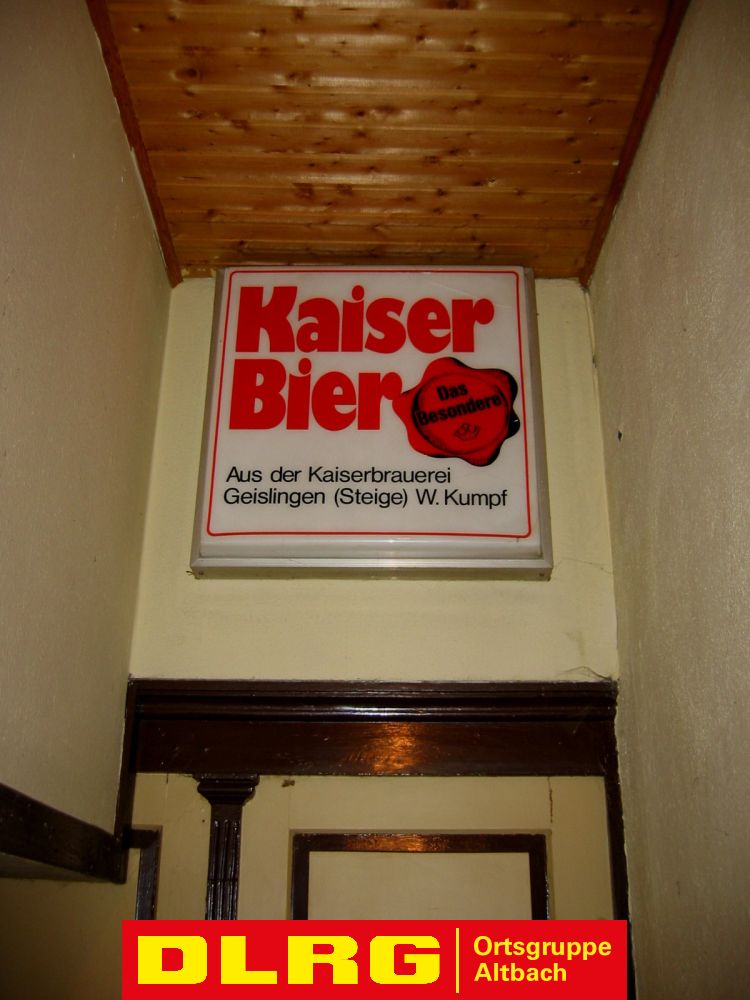 Kaiser
Bier
Das
Besondere
Aus der Kaiserbrauerei
Geislingen (Steige) W. Kumpf
DLRG
Ortsgruppe
Altbach